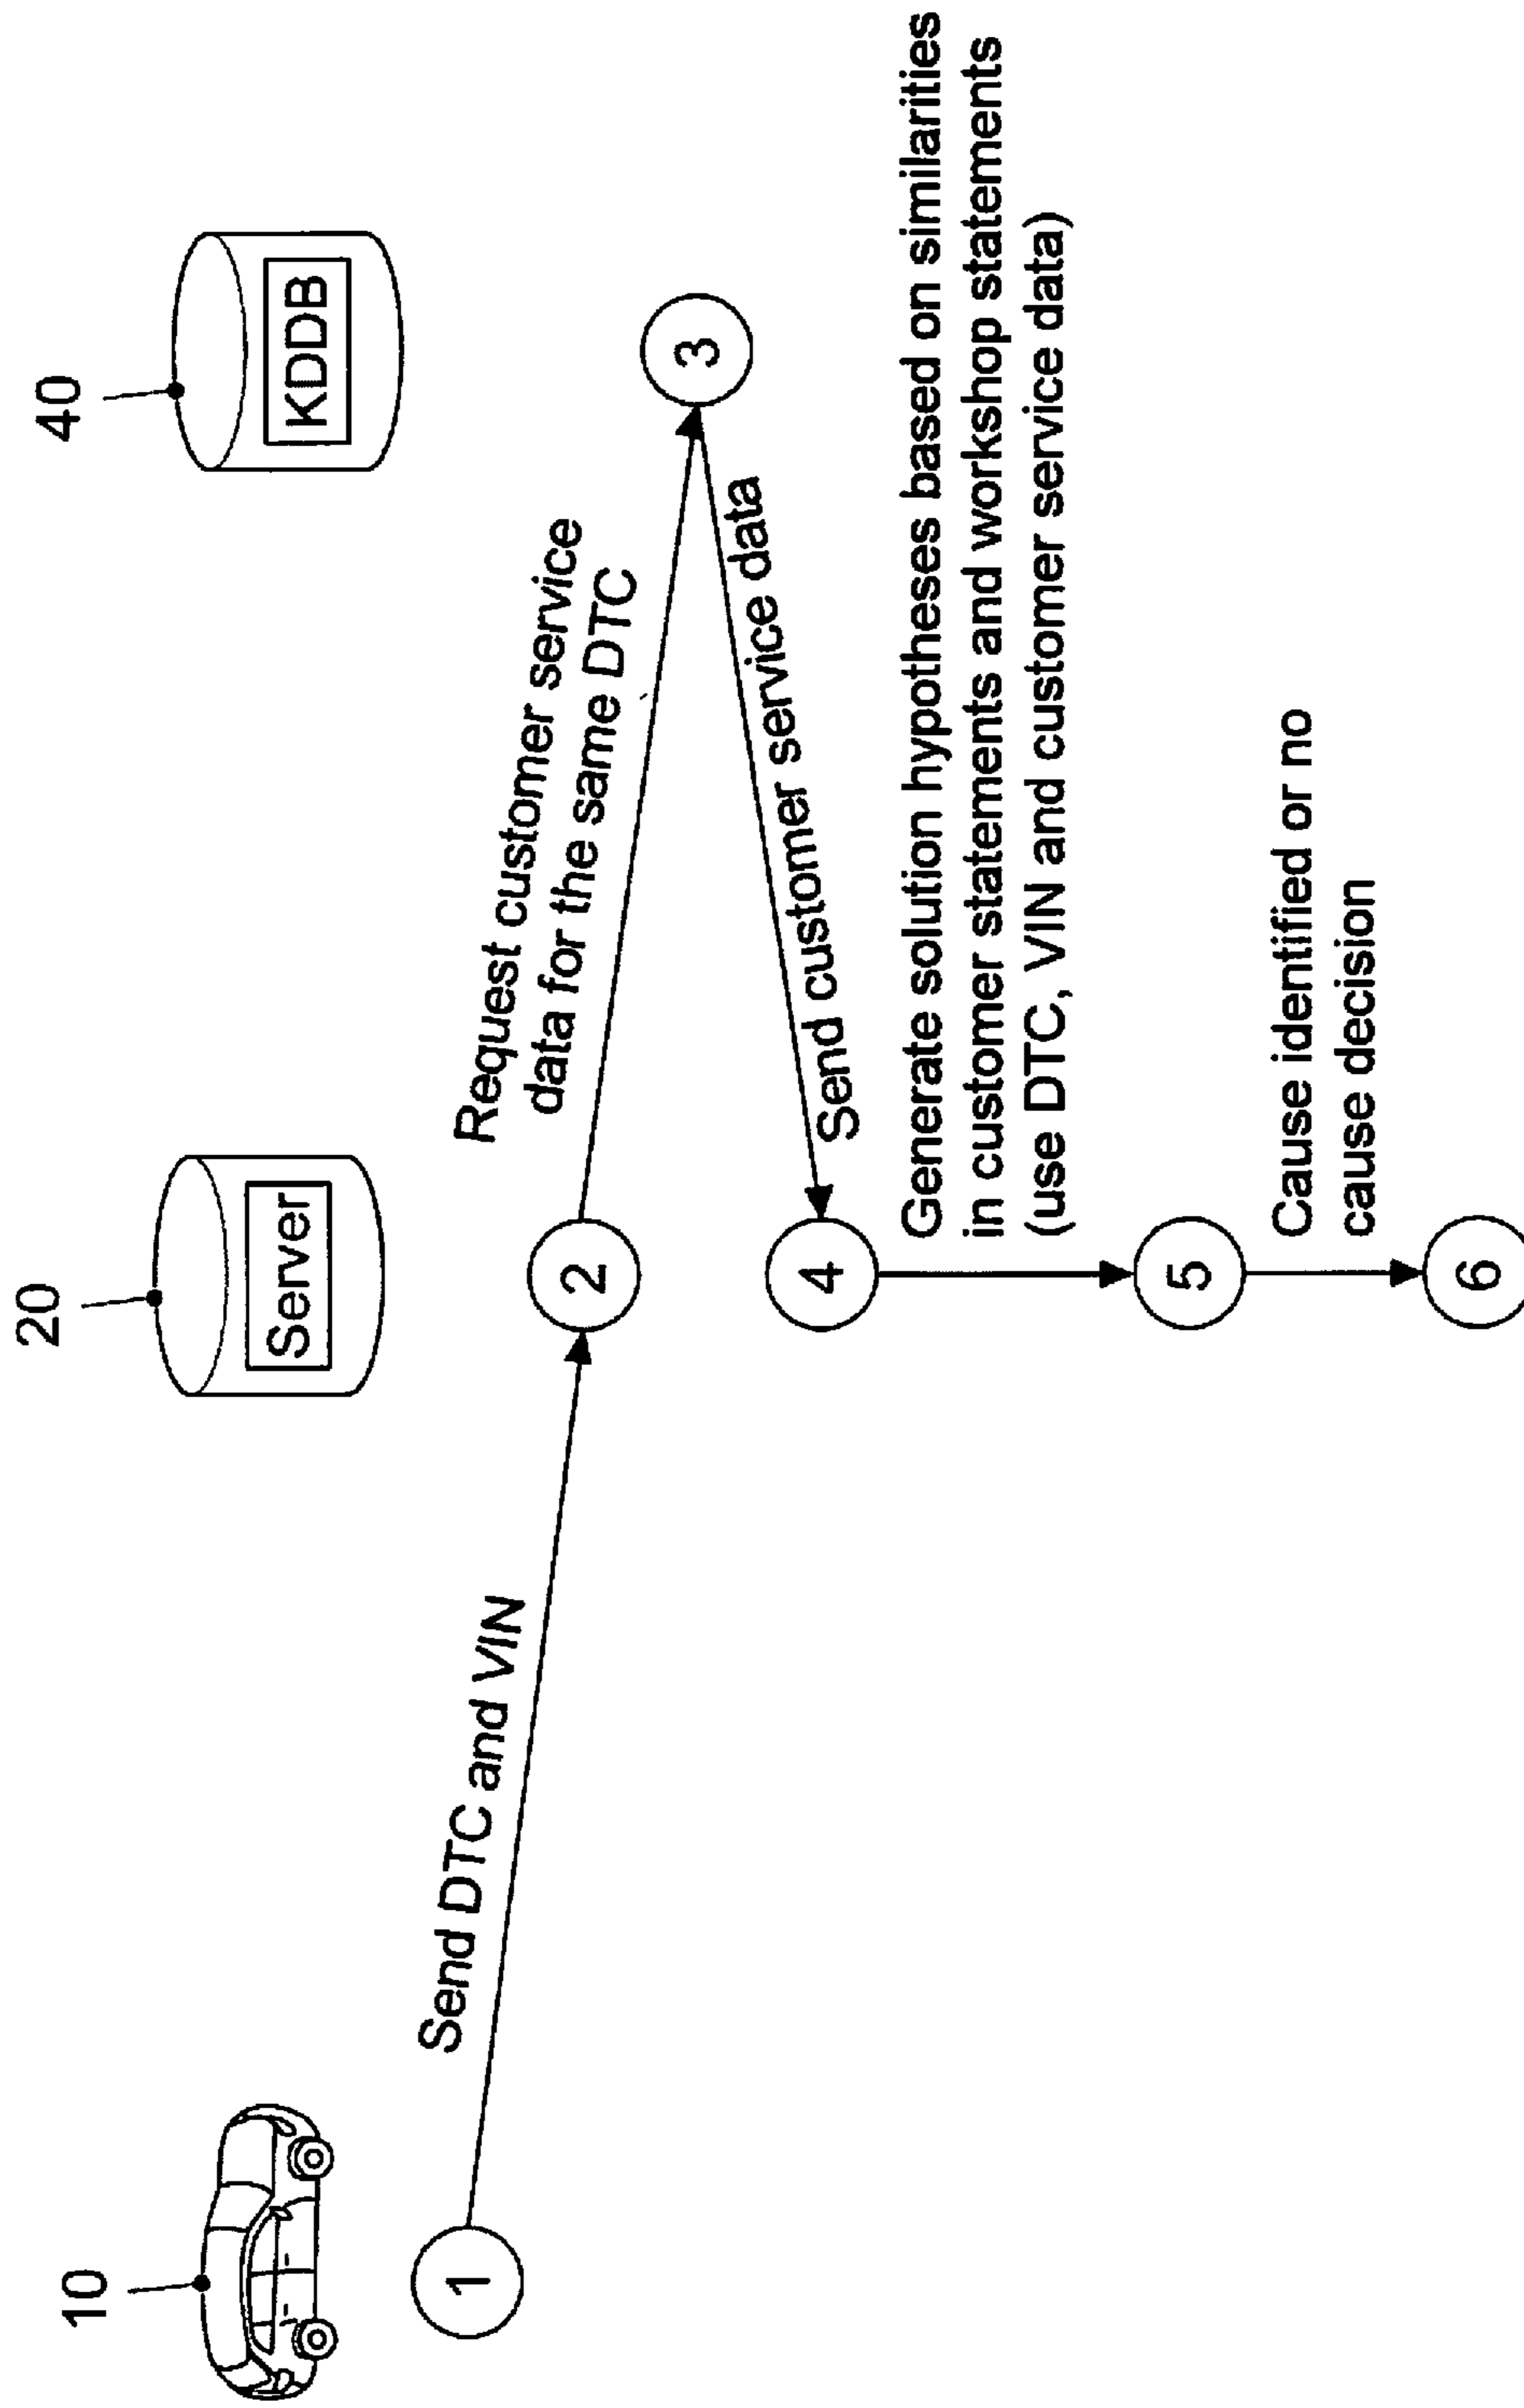 10
20
40
Server
KDDB
1
Send DTC and VIN
2
Request customer service
data for the same DTC
3
Send customer service data
4
Generate solution hypotheses based on similarities
in customer statements and workshop statements
(use DTC, VIN and customer service data)
5
Cause identified or no
cause decision
6